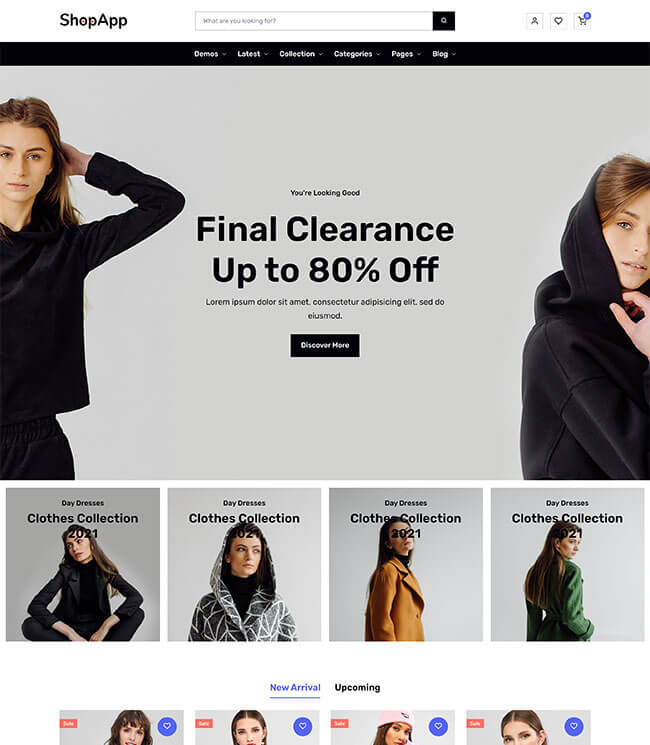 ShopApp
What are you looking for?
0
Demos Latest Collection Categories Pages Blog
You're Looking Good
Final Clearance
Up to 80% Off
Lorem ipsum dolor sit amet, consectetur adipisicing elit, sed do
eiusmod.
Discover More
Day Dresses
Clothes Collection
2021
Day Dresses
Clothes Collection
2021
Day Dresses
Clothes Collection
2021
Day Dresses
Clothes Collection
2021
New Arrival Upcoming
Sale Sale Sale Sale